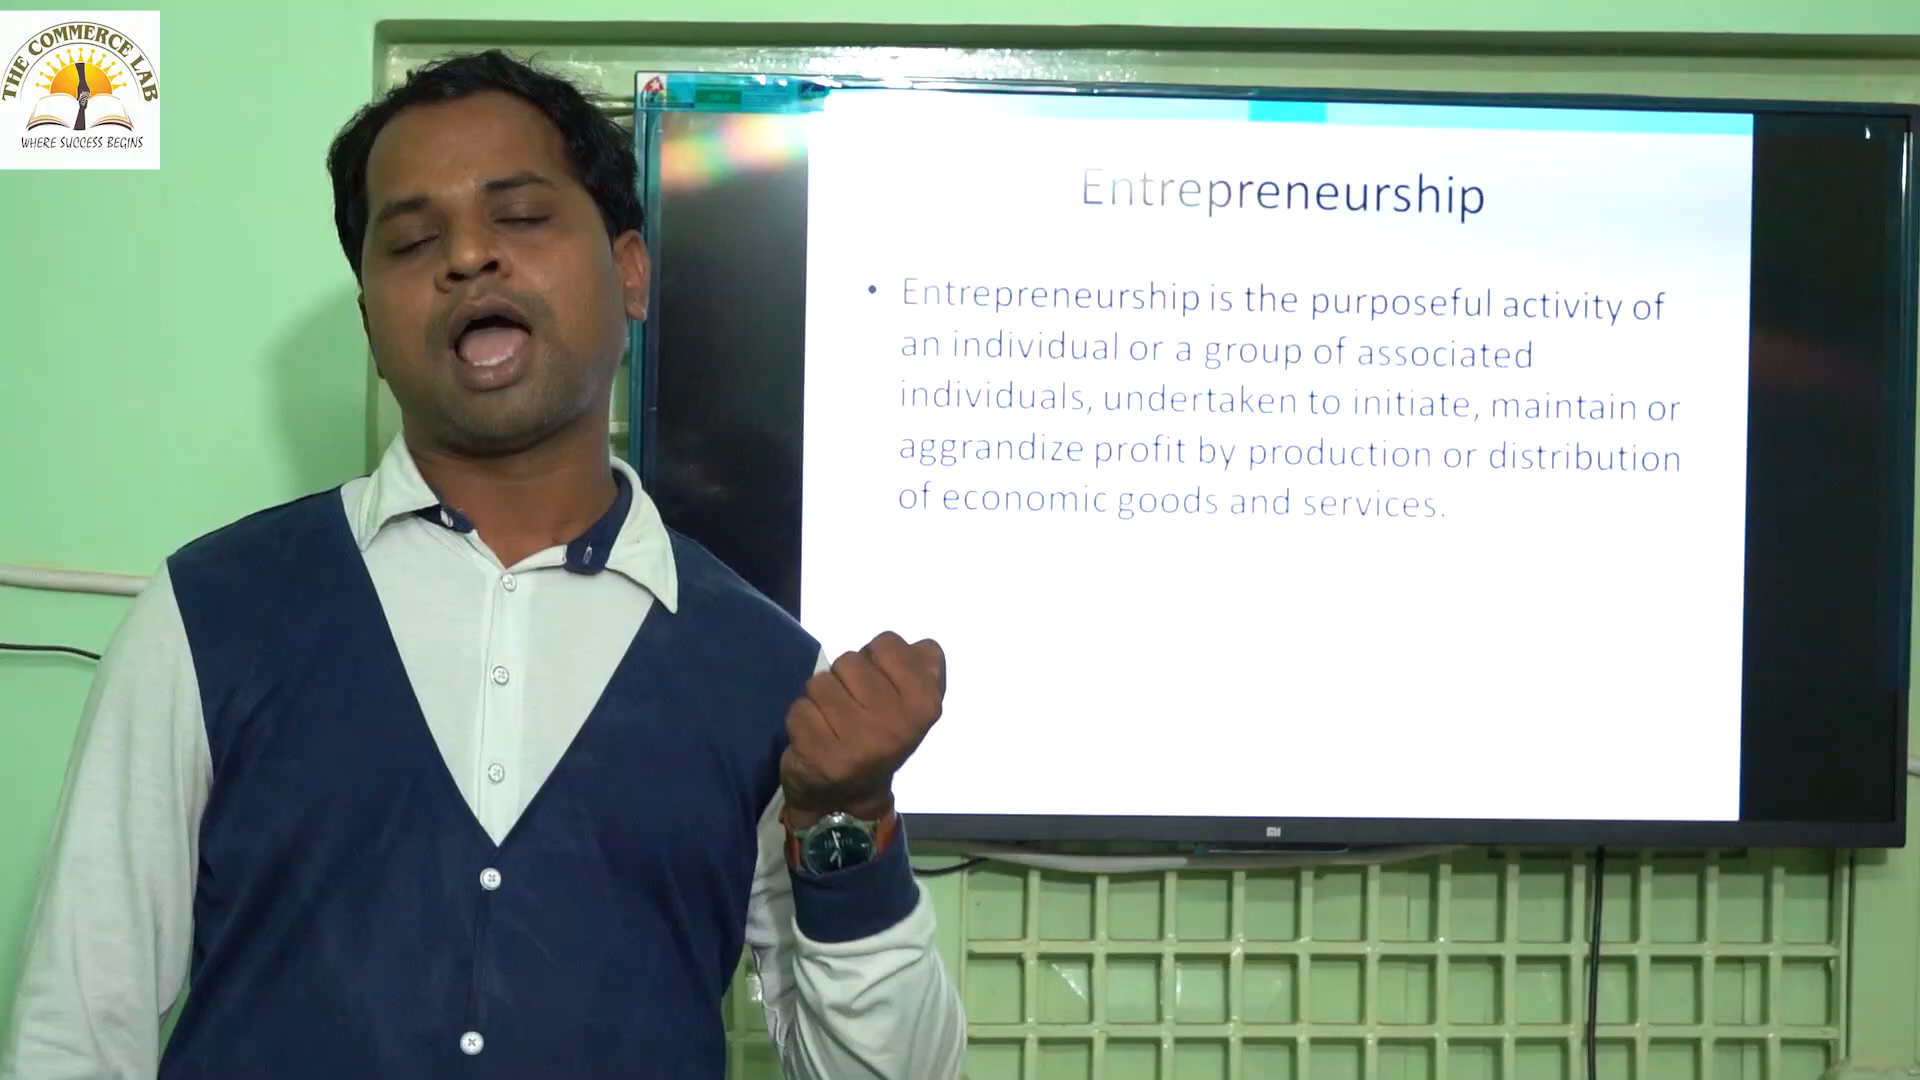 THE COMMERCE LAB
WHERE SUCCESS BEGINS
Entrepreneurship
• Entrepreneurship is the purposeful activity of
an individual or a group of associated
individuals, undertaken to initiate, maintain or
aggrandize profit by production or distribution
of economic goods and services.
mi